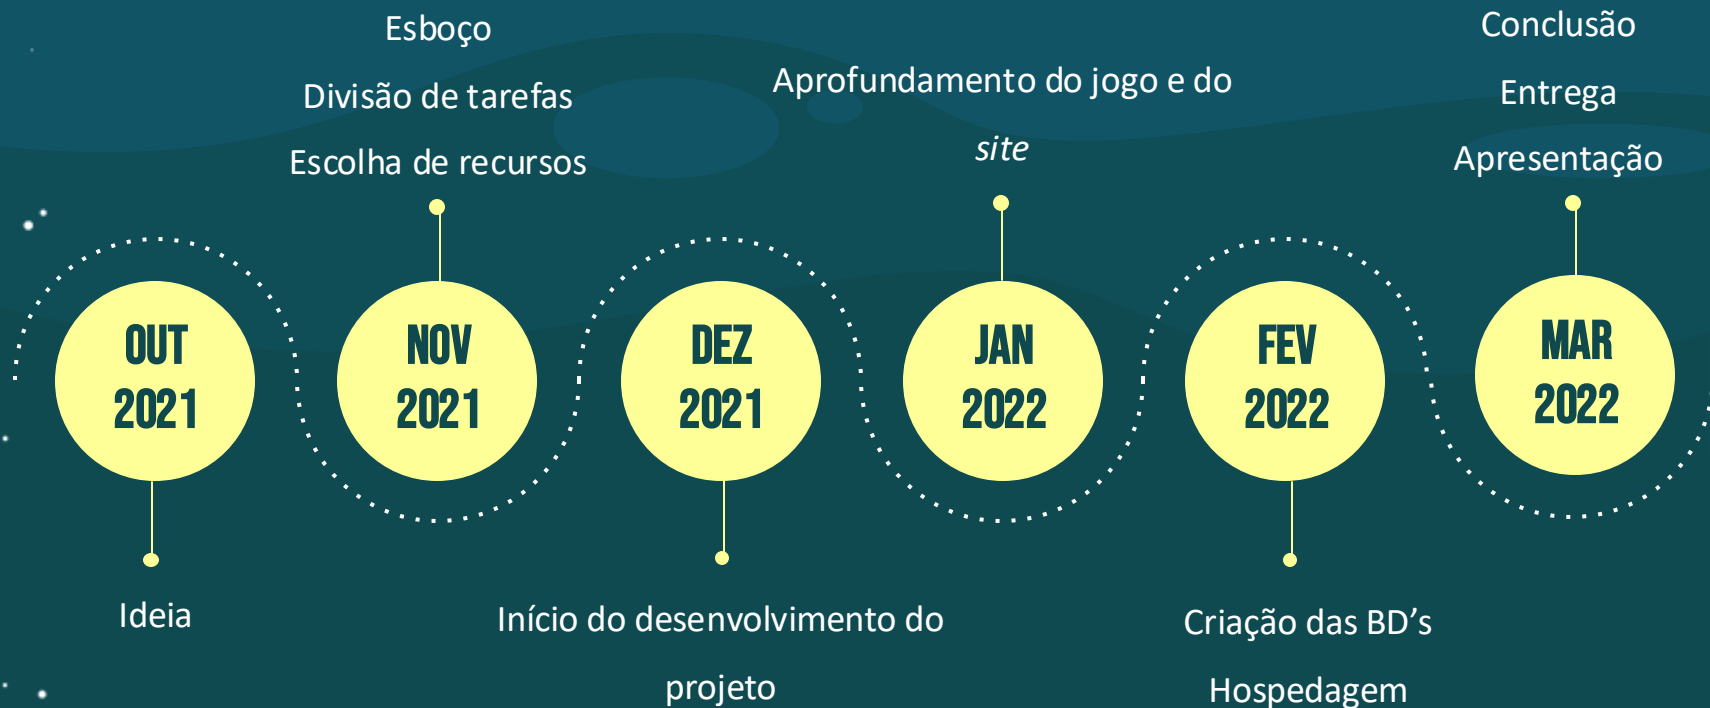 Esboço
Divisão de tarefas
Escolha de recursos
Aprofundamento do jogo e do
site
Conclusão
Entrega
Apresentação
OUT
2021
NOV
2021
DEZ
2021
JAN
2022
FEV
2022
MAR
2022
Ideia
Início do desenvolvimento do
projeto
Criação das BD’s
Hospedagem